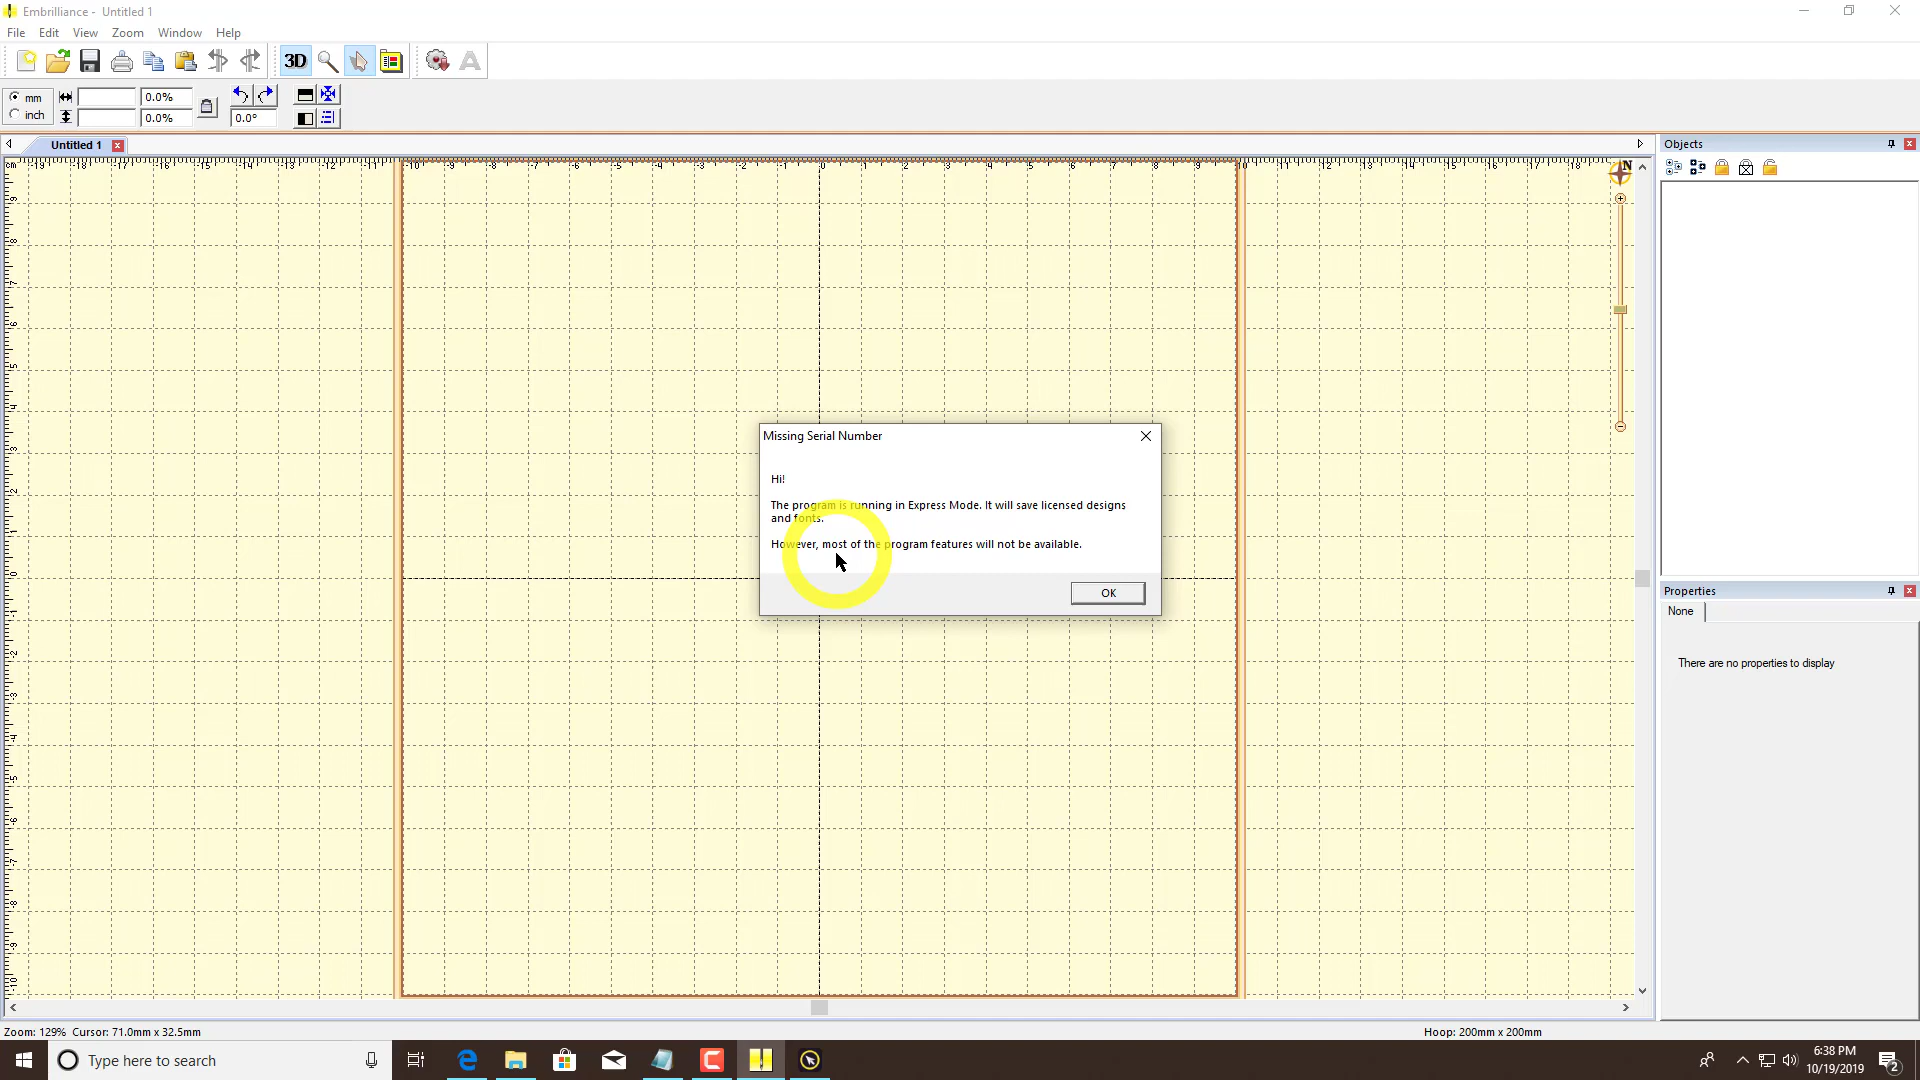 Embrilliance - Untitled 1
File Edit View Zoom Window Help
3D
mm 0.0%
inch 0.0% 0.0°
Untitled 1
Objects
cm
N
Missing Serial Number
Hi!
The program is running in Express Mode. It will save licensed designs
and fonts.
However, most of the program features will not be available.
OK
Properties
None
There are no properties to display
Zoom: 129% Cursor: 71.0mm x 32.5mm
Hoop: 200mm x 200mm
Type here to search
6:38 PM
10/19/2019
2